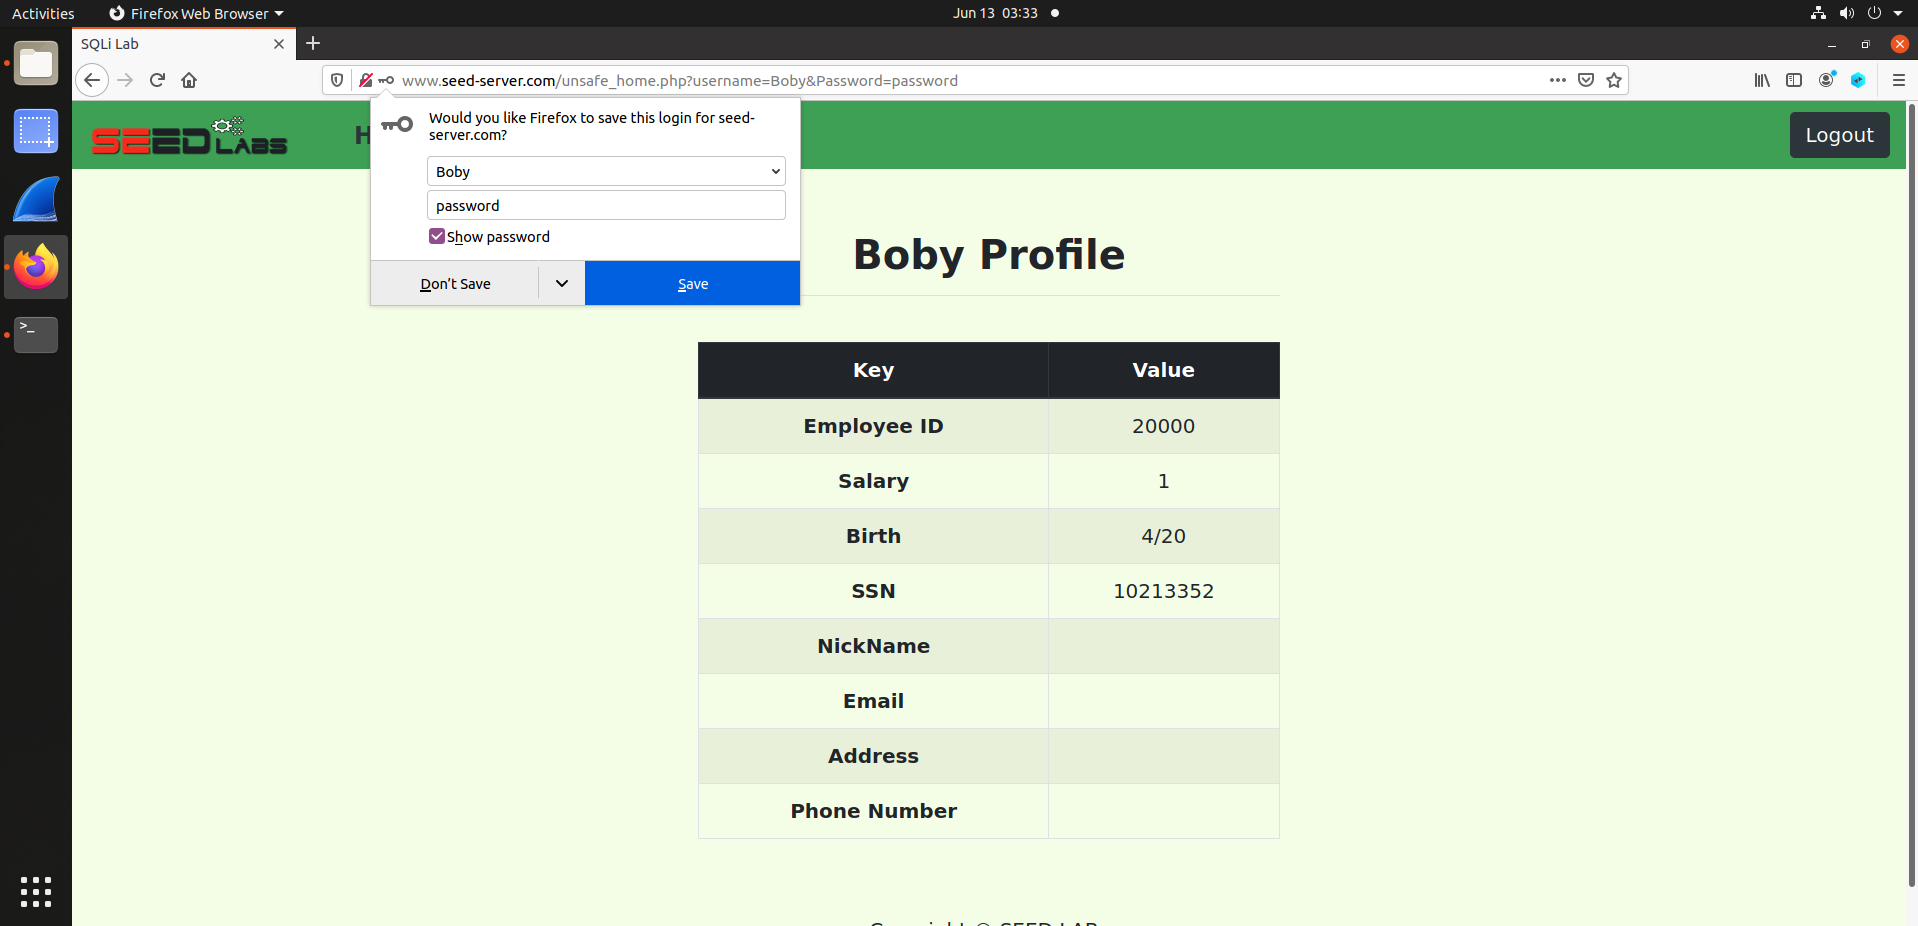 Activities
Firefox Web Browser
Jun 13 03:33
SQLi Lab
www.seed-server.com/unsafe_home.php?username=Boby&Password=password
SEED LABS
H
Logout
Would you like Firefox to save this login for seed-
server.com?
Boby
password
Show password
Don't Save
Save
Boby Profile
Key Value
Employee ID 20000
Salary 1
Birth 4/20
SSN 10213352
NickName
Email
Address
Phone Number
Copyright © SEED LAB
>_